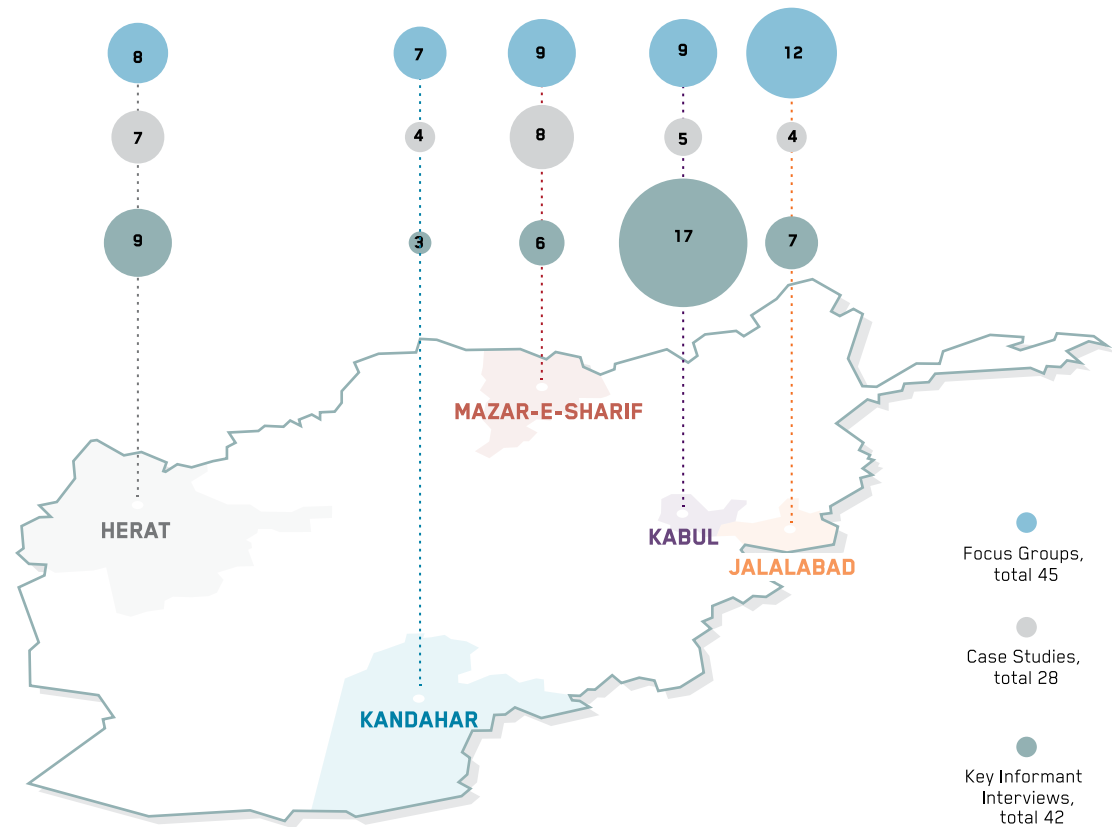 8
7
9
9
12
7
4
8
5
4
9
3
6
17
7
MAZAR-E-SHARIF
HERAT
KABUL
JALALABAD
KANDAHAR
Focus Groups,
total 45
Case Studies,
total 28
Key Informant
Interviews,
total 42